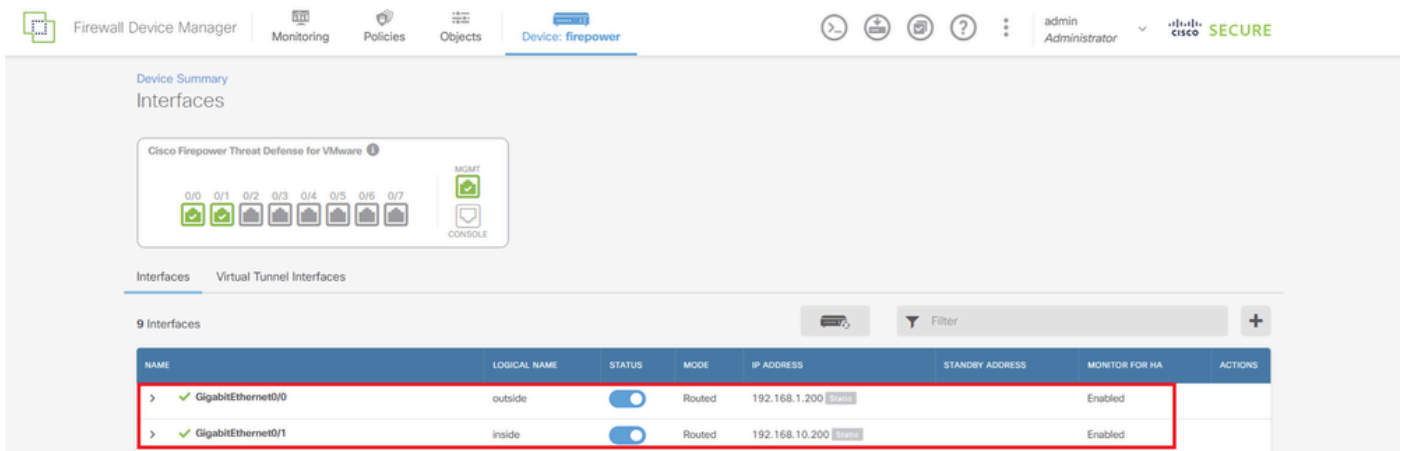 Firewall Device Manager
Monitoring
Policies
Objects
Device: firepower
admin
Administrator
CISCO SECURE
Device Summary
Interfaces
Cisco Firepower Threat Defense for VMware
MGMT
0/0 0/1 0/2 0/3 0/4 0/5 0/6 0/7
CONSOLE
Interfaces Virtual Tunnel Interfaces
9 Interfaces
Filter
NAME LOGICAL NAME STATUS MODE IP ADDRESS STANDBY ADDRESS MONITOR FOR HA ACTIONS
GigabitEthernet0/0 outside Routed 192.168.1.200 Static Enabled
GigabitEthernet0/1 inside Routed 192.168.10.200 Static Enabled